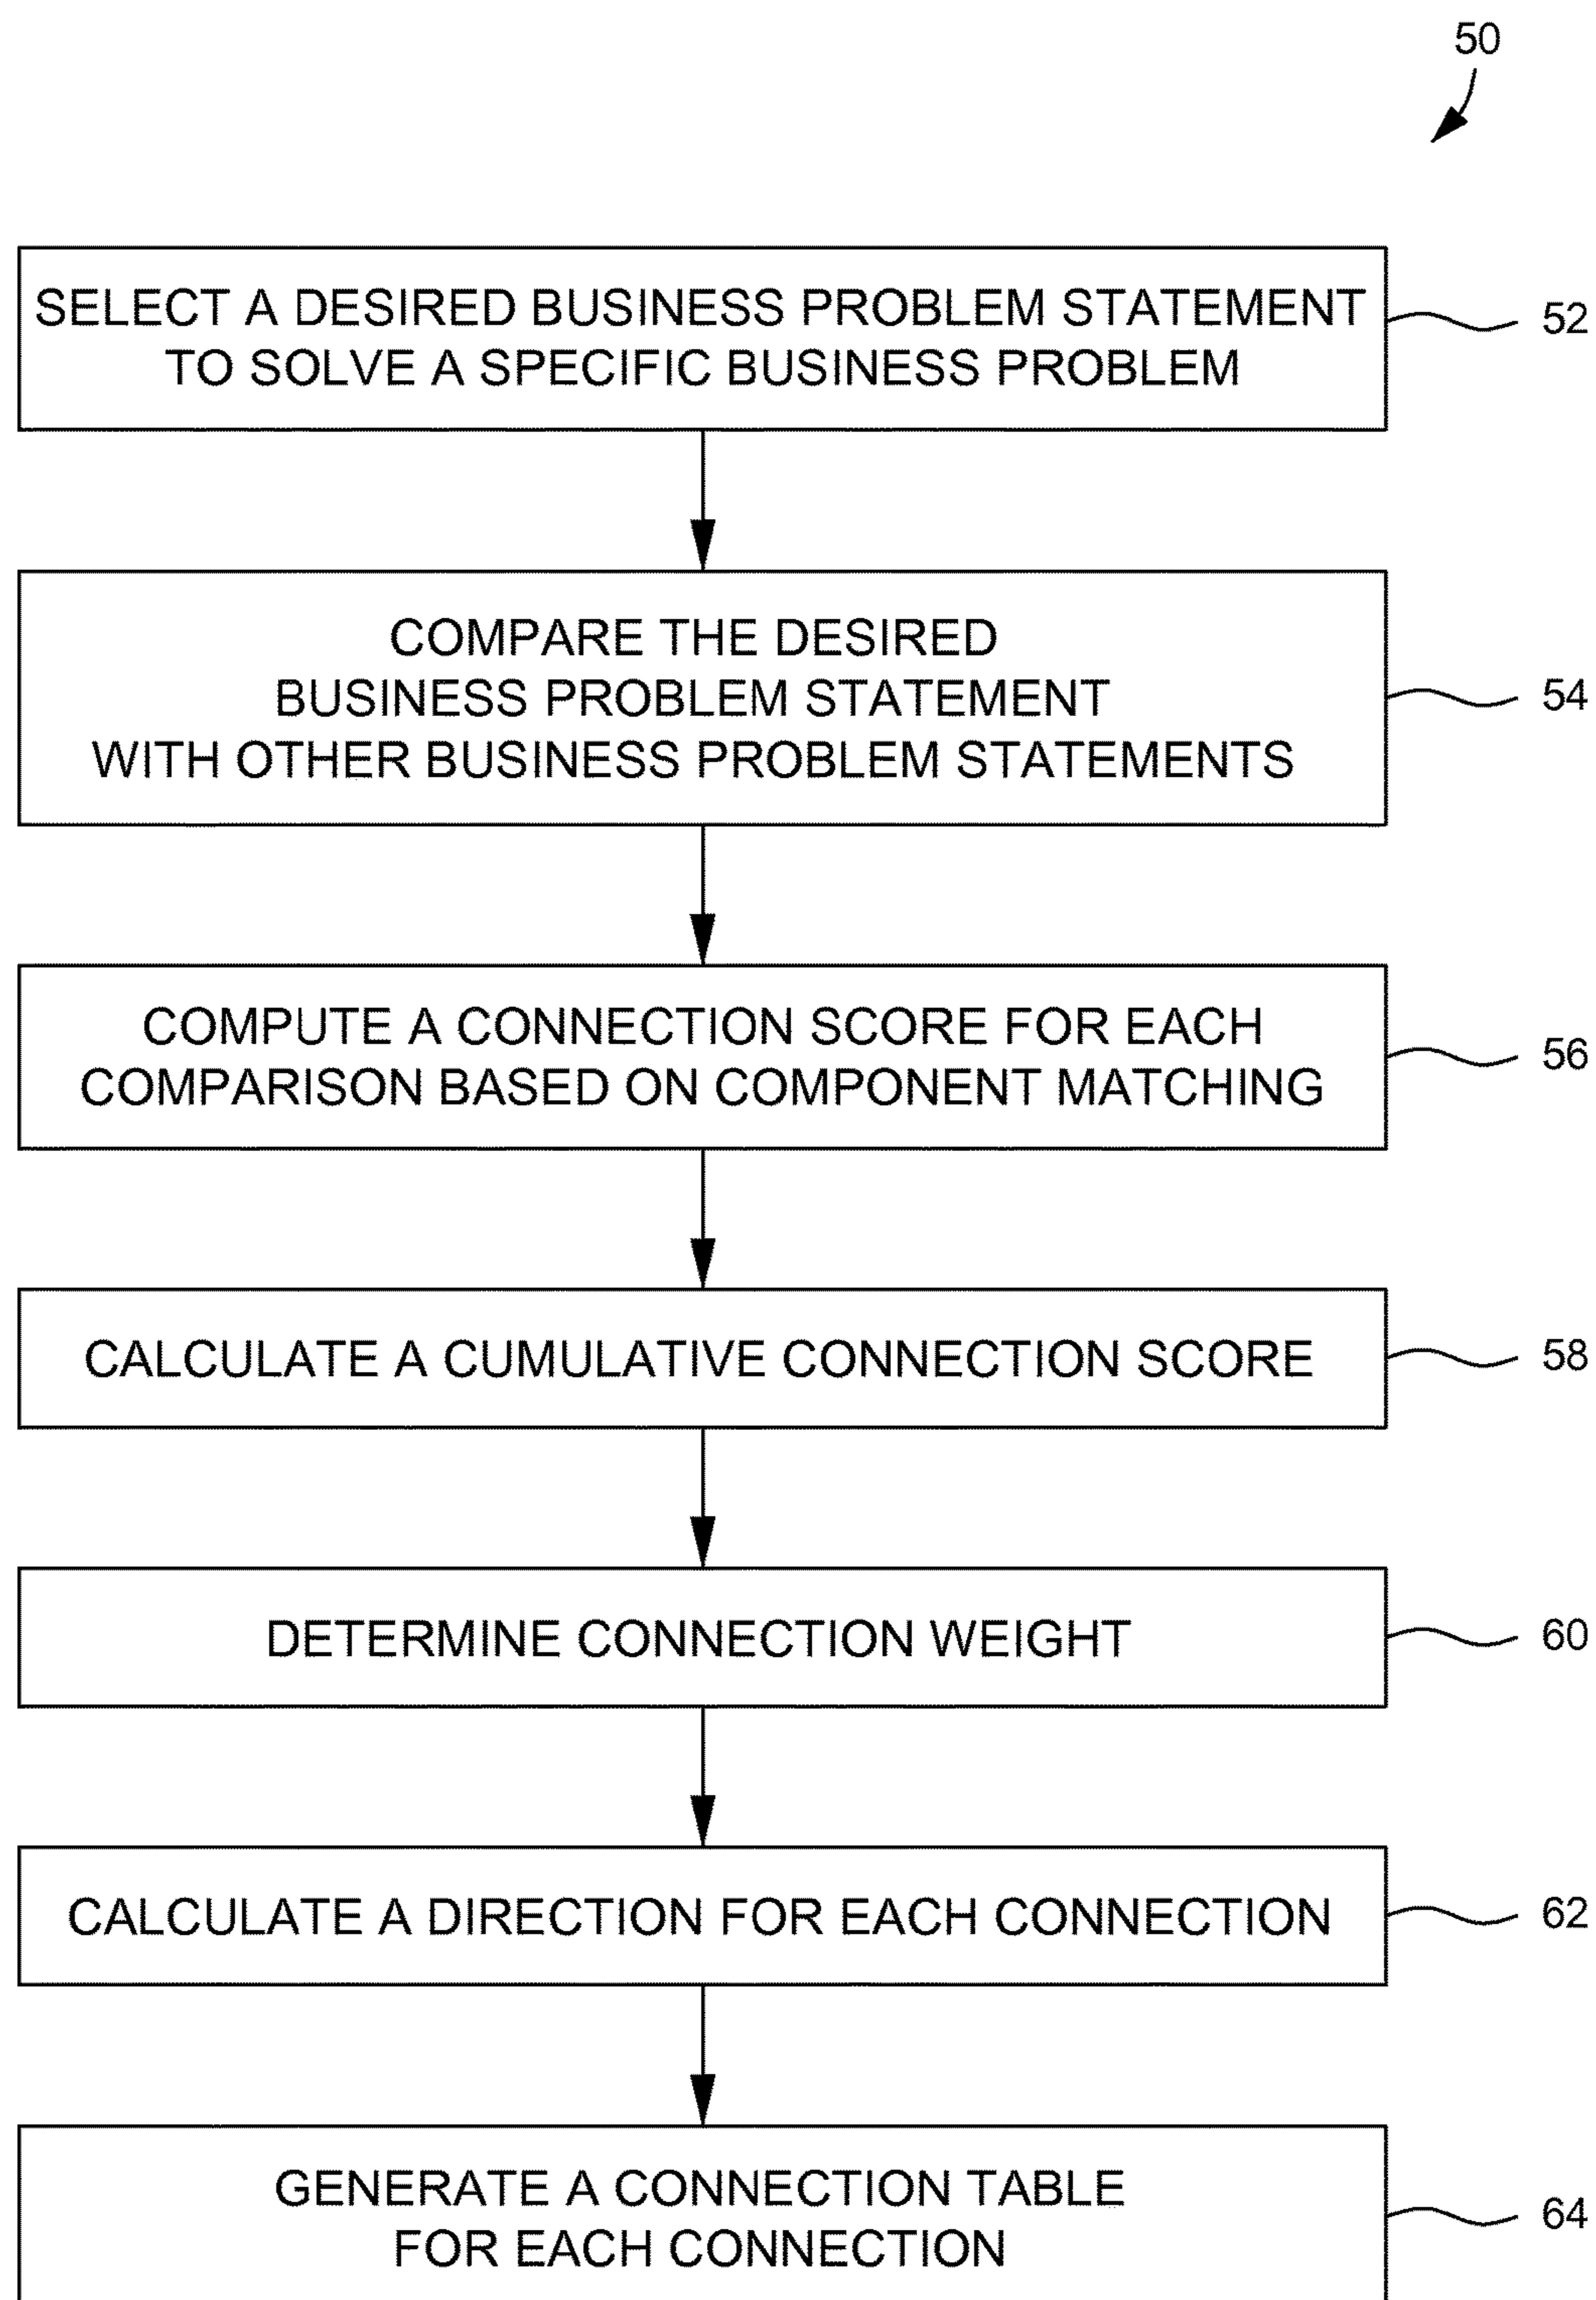 50
SELECT A DESIRED BUSINESS PROBLEM STATEMENT
TO SOLVE A SPECIFIC BUSINESS PROBLEM
52
COMPARE THE DESIRED
BUSINESS PROBLEM STATEMENT
WITH OTHER BUSINESS PROBLEM STATEMENTS
54
COMPUTE A CONNECTION SCORE FOR EACH
COMPARISON BASED ON COMPONENT MATCHING
56
CALCULATE A CUMULATIVE CONNECTION SCORE
58
DETERMINE CONNECTION WEIGHT
60
CALCULATE A DIRECTION FOR EACH CONNECTION
62
GENERATE A CONNECTION TABLE
FOR EACH CONNECTION
64